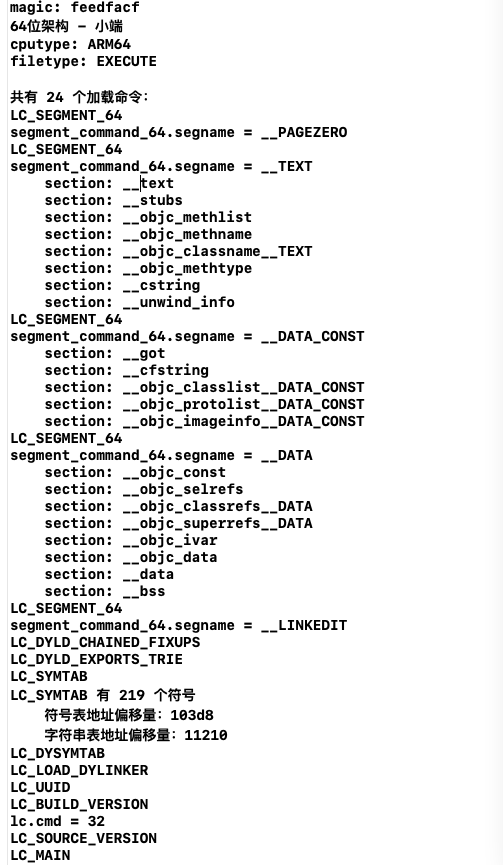 magic: feedfacf
64位架构 – 小端
cputype: ARM64
filetype: EXECUTE
共有 24 个加载命令：
LC_SEGMENT_64
segment_command_64.segname = __PAGEZERO
LC_SEGMENT_64
segment_command_64.segname = __TEXT
section: __text
section: __stubs
section: __objc_methlist
section: __objc_methname
section: __objc_classname__TEXT
section: __objc_methtype
section: __cstring
section: __unwind_info
LC_SEGMENT_64
segment_command_64.segname = __DATA_CONST
section: __got
section: __cfstring
section: __objc_classlist__DATA_CONST
section: __objc_protolist__DATA_CONST
section: __objc_imageinfo__DATA_CONST
LC_SEGMENT_64
segment_command_64.segname = __DATA
section: __objc_const
section: __objc_selrefs
section: __objc_classrefs__DATA
section: __objc_superrefs__DATA
section: __objc_ivar
section: __objc_data
section: __data
section: __bss
LC_SEGMENT_64
segment_command_64.segname = __LINKEDIT
LC_DYLD_CHAINED_FIXUPS
LC_DYLD_EXPORTS_TRIE
LC_SYMTAB
LC_SYMTAB 有 219 个符号
符号表地址偏移量：103d8
字符串表地址偏移量：11210
LC_DYSYMTAB
LC_LOAD_DYLINKER
LC_UUID
LC_BUILD_VERSION
lc.cmd = 32
LC_SOURCE_VERSION
LC_MAIN